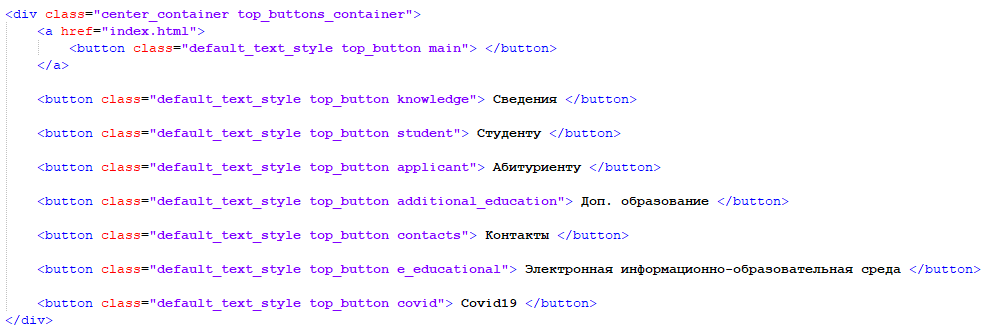 <div class="center_container top_buttons_container">
<a href="index.html">
<button class="default_text_style top_button main"> </button>
</a>
<button class="default_text_style top_button knowledge"> Сведения </button>
<button class="default_text_style top_button student"> Студенту </button>
<button class="default_text_style top_button applicant"> Абитуриенту </button>
<button class="default_text_style top_button additional_education"> Доп. образование </button>
<button class="default_text_style top_button contacts"> Контакты </button>
<button class="default_text_style top_button e_educational"> Электронная информационно-образовательная среда </button>
<button class="default_text_style top_button covid"> Covid19 </button>
</div>